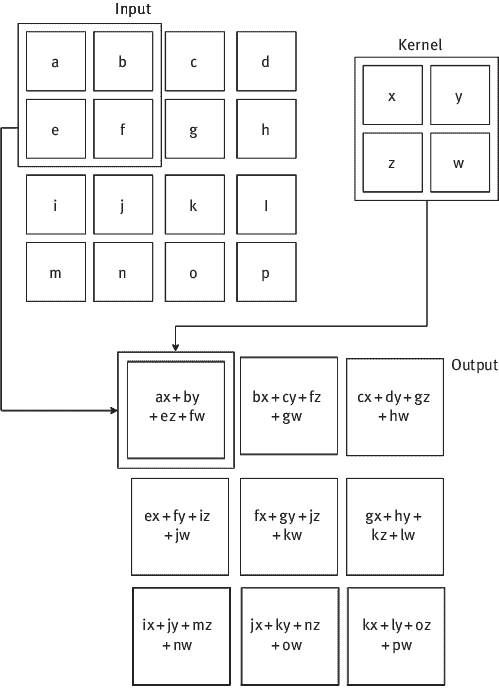 Input
a b c d
e f g h
i j k l
m n o p
Kernel
x y
z w
Output
ax + by
+ ez + fw
bx + cy + fz
+ gw
cx + dy + gz
+ hw
ex + fy + iz
+ jw
fx + gy + jz
+ kw
gx + hy +
kz + lw
ix + jy + mz
+ nw
jx + ky + nz
+ ow
kx + ly + oz
+ pw